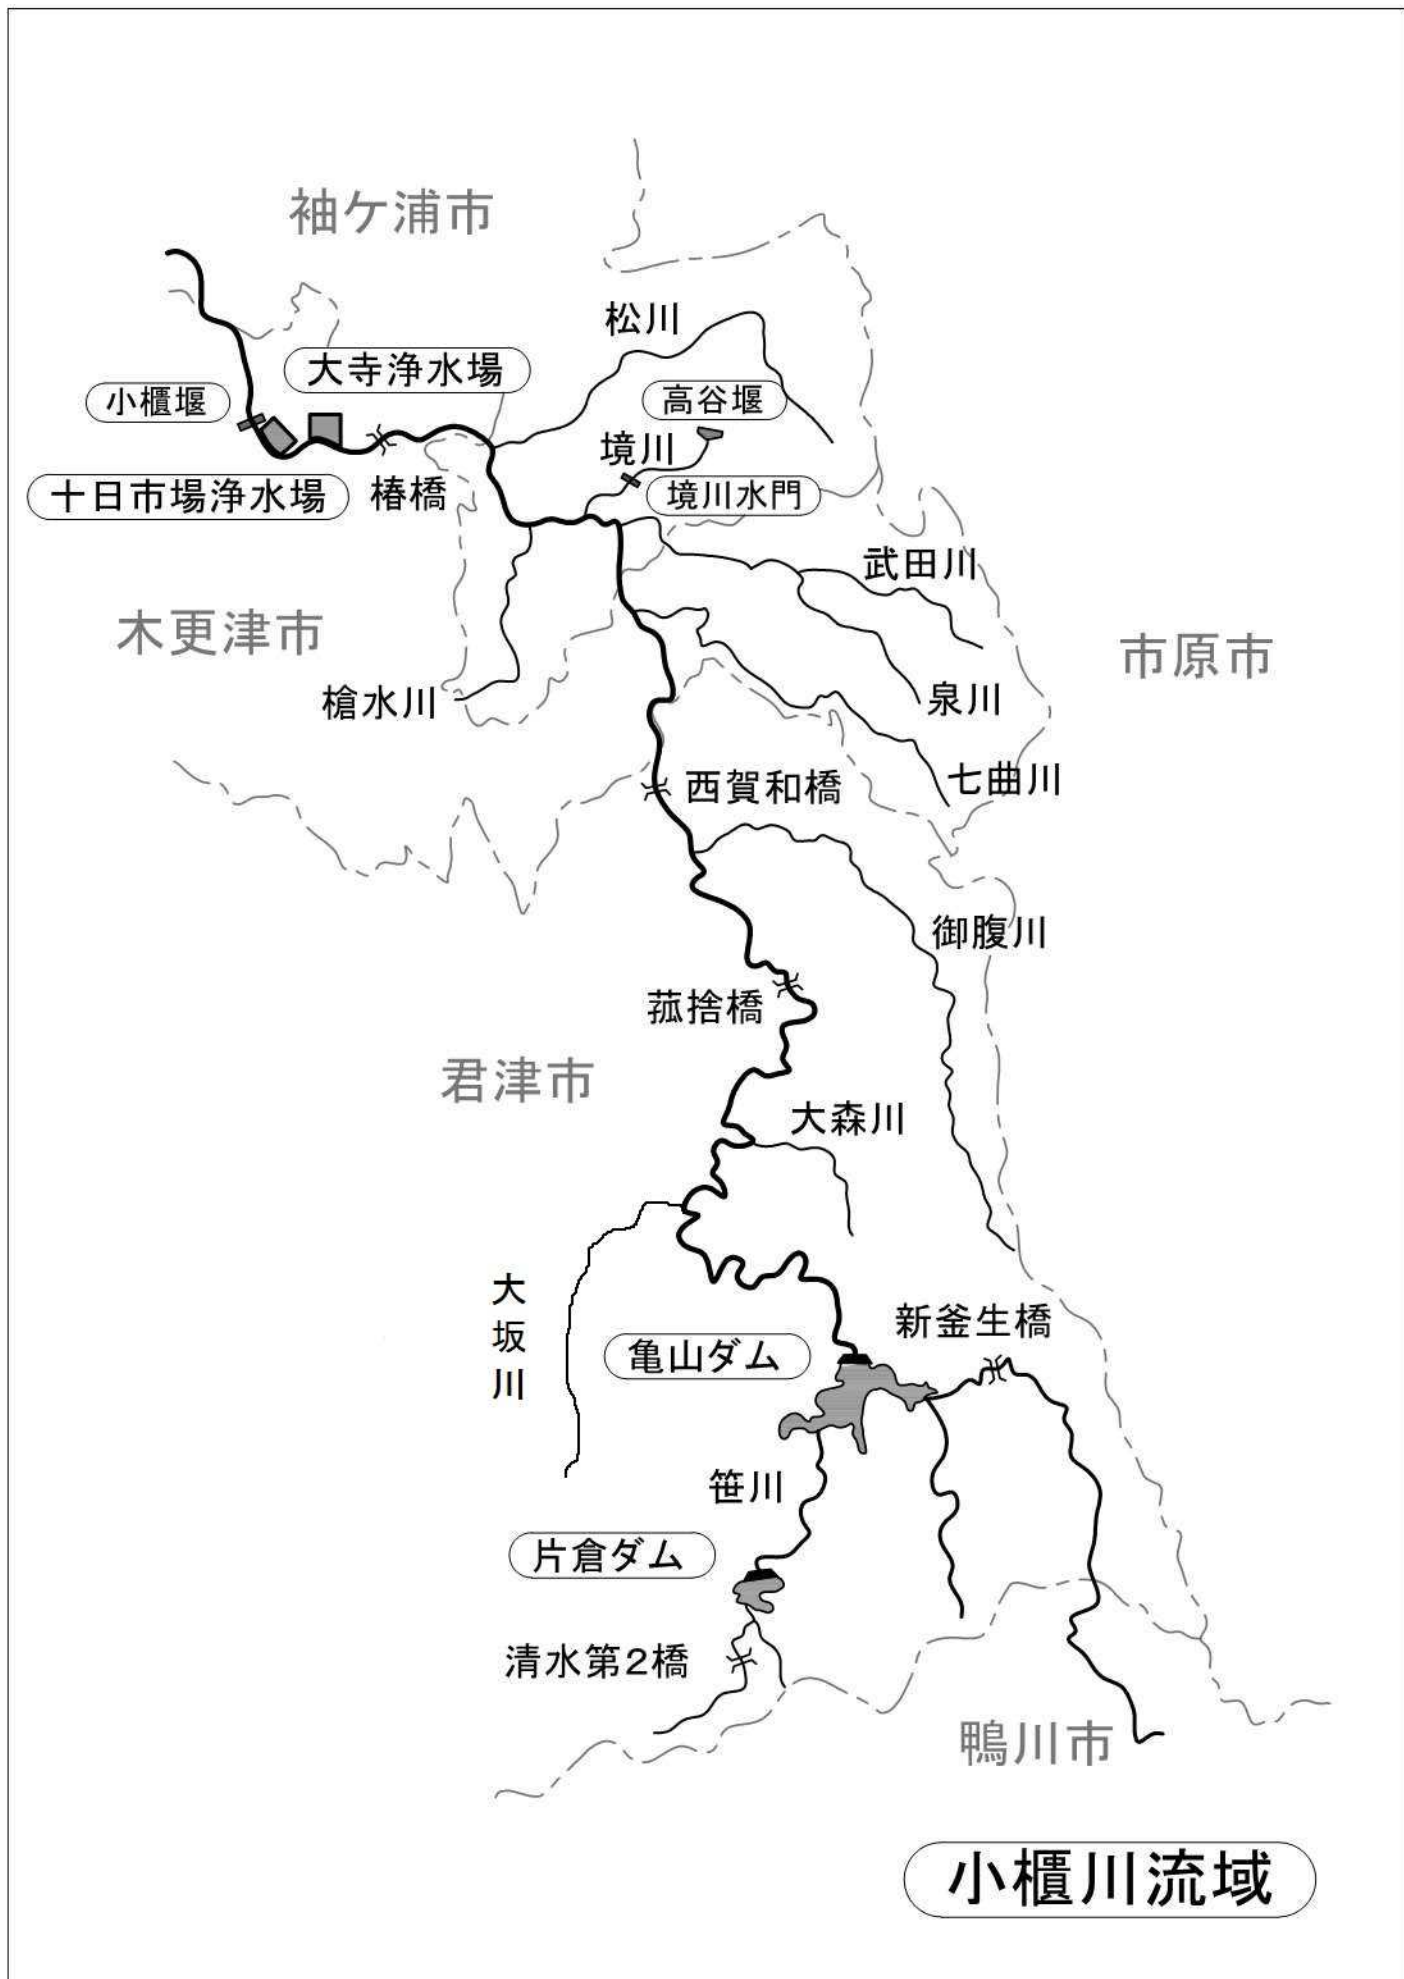 袖ケ浦市
松川
大寺浄水場
小櫃堰
高谷堰
境川
十日市場浄水場
椿橋
境川水門
武田川
木更津市
市原市
槍水川
泉川
七曲川
西賀和橋
御腹川
菰捨橋
君津市
大森川
大坂川
新釜生橋
亀山ダム
笹川
片倉ダム
清水第2橋
鴨川市
小櫃川流域